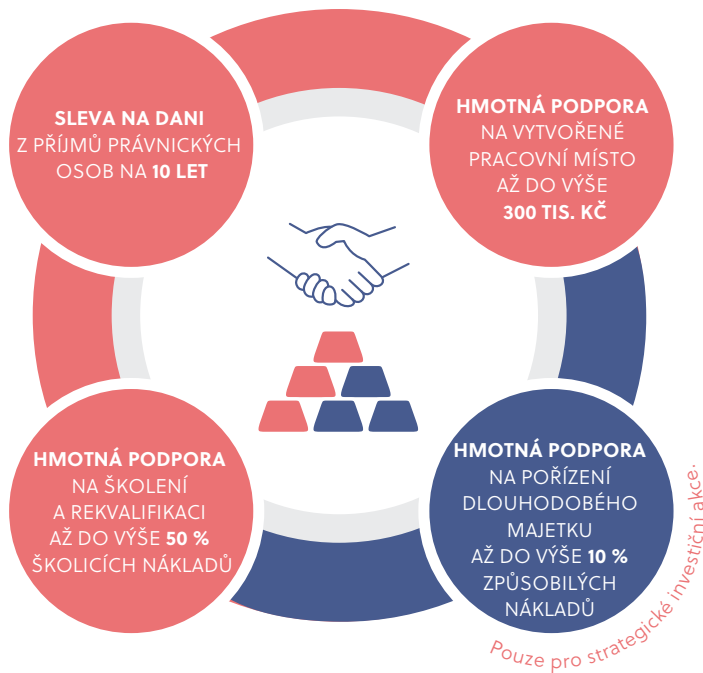 SLEVA NA DANI
Z PŘÍJMŮ PRÁVNICKÝCH
OSOB NA 10 LET
HMOTNÁ PODPORA
NA VYTVOŘENÉ
PRACOVNÍ MÍSTO
AŽ DO VÝŠE
300 TIS. KČ
HMOTNÁ PODPORA
NA ŠKOLENÍ
A REKVALIFIKACI
AŽ DO VÝŠE 50 %
ŠKOLICÍCH NÁKLADŮ
HMOTNÁ PODPORA
NA POŘÍZENÍ
DLOUHODOBÉHO
MAJETKU
AŽ DO VÝŠE 10 %
ZPŮSOBILÝCH
NÁKLADŮ
Pouze pro strategické investiční akce.